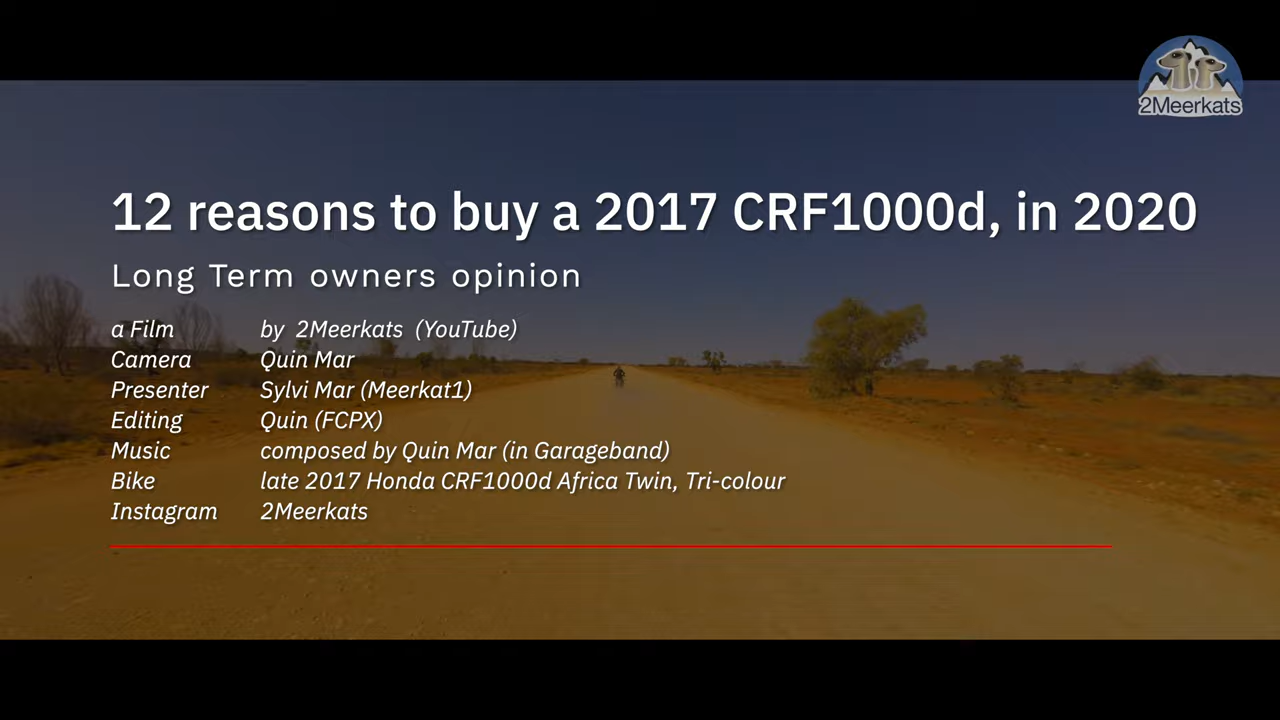 2Meerkats
12 reasons to buy a 2017 CRF1000d, in 2020
Long Term owners opinion
a Film by 2Meerkats (YouTube)
Camera Quin Mar
Presenter Sylvi Mar (Meerkat1)
Editing Quin (FCPX)
Music composed by Quin Mar (in Garageband)
Bike late 2017 Honda CRF1000d Africa Twin, Tri-colour
Instagram 2Meerkats